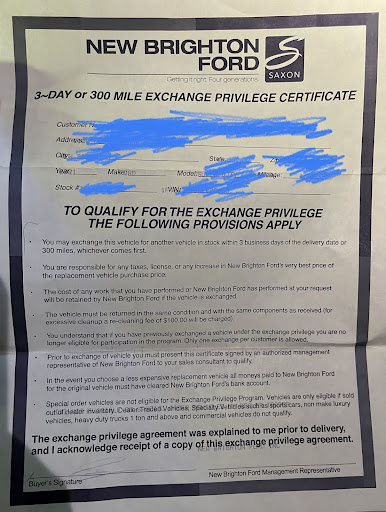 NEW BRIGHTON
FORD
SAXON
Getting it right. Four generations.
3~DAY or 300 MILE EXCHANGE PRIVILEGE CERTIFICATE
Customer
Address
City
State
Year
Make
Model
Mileage
Stock #
VIN
TO QUALIFY FOR THE EXCHANGE PRIVILEGE
THE FOLLOWING PROVISIONS APPLY
• You may exchange this vehicle for another vehicle in stock within 3 business days of the delivery date or
300 miles, whichever comes first.
• You are responsible for any taxes, license, or any increase in New Brighton Ford's very best price of
the replacement vehicle purchase price.
• The cost of any work that you have performed or New Brighton Ford has performed at your request
will be retained by New Brighton Ford if the vehicle is exchanged.
• The vehicle must be returned in the same condition and with the same components as received (for
excessive cleanup a re-cleaning fee of $100.00 will be charged).
• You understand that if you have previously exchanged a vehicle under the exchange privilege you are no
longer eligible for participation in the program. Only one exchange per customer is allowed.
• Prior to exchange of vehicle you must present this certificate signed by an authorized management
representative of New Brighton Ford to your sales consultant to qualify.
• In the event you choose a less expensive replacement vehicle all moneys paid to New Brighton Ford
for the original vehicle must have cleared New Brighton Ford's bank account.
• Special order vehicles are not eligible for the Exchange Privilege Program. Vehicles are only eligible if sold
out of dealer inventory. Dealer Traded Vehicles, Specialty Vehicles such as sports cars, non make luxury
vehicles, heavy duty trucks 1 ton and above and commercial vehicles do not qualify.
The exchange privilege agreement was explained to me prior to delivery,
and I acknowledge receipt of a copy of this exchange privilege agreement.
NEW BRIGHTON
Buyer's Signature
New Brighton Ford Management Representative